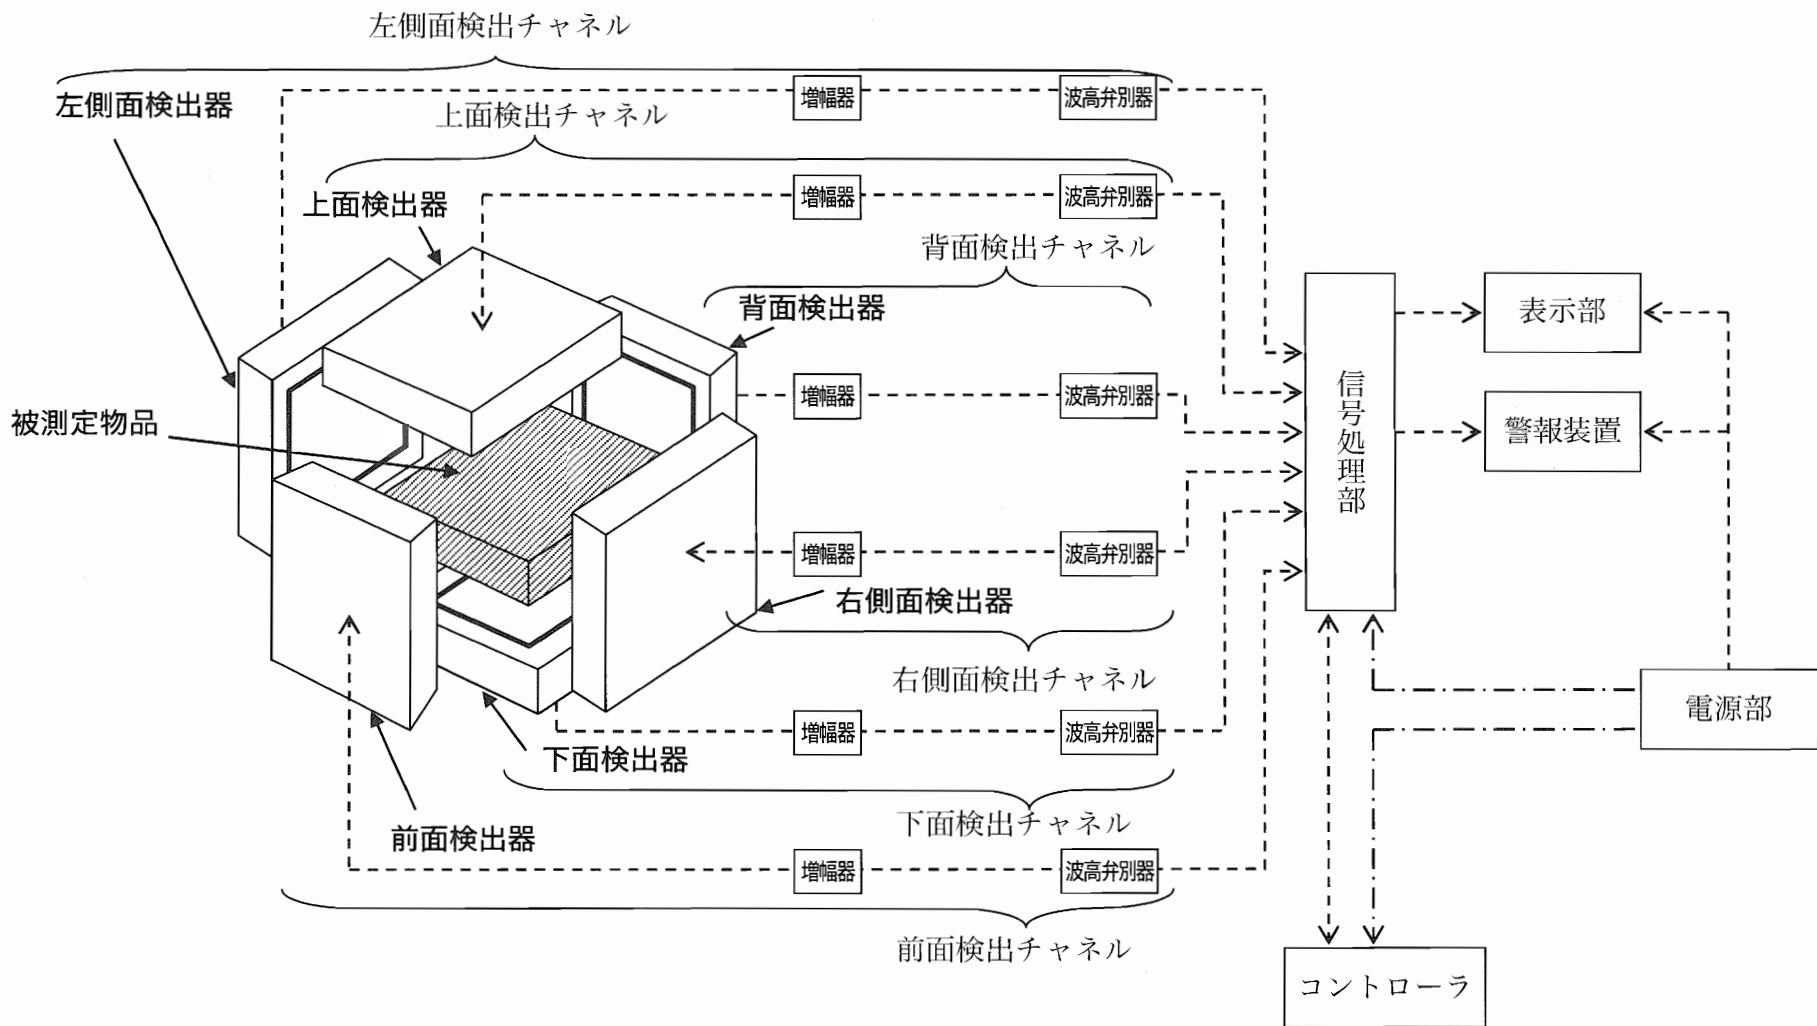 左側面検出チャネル
左側面検出器
増幅器
波高弁別器
上面検出チャネル
上面検出器
増幅器
波高弁別器
背面検出チャネル
背面検出器
増幅器
波高弁別器
被測定物品
増幅器
波高弁別器
右側面検出器
右側面検出チャネル
増幅器
波高弁別器
下面検出器
下面検出チャネル
前面検出器
増幅器
波高弁別器
前面検出チャネル
信号処理部
表示部
警報装置
電源部
コントローラ